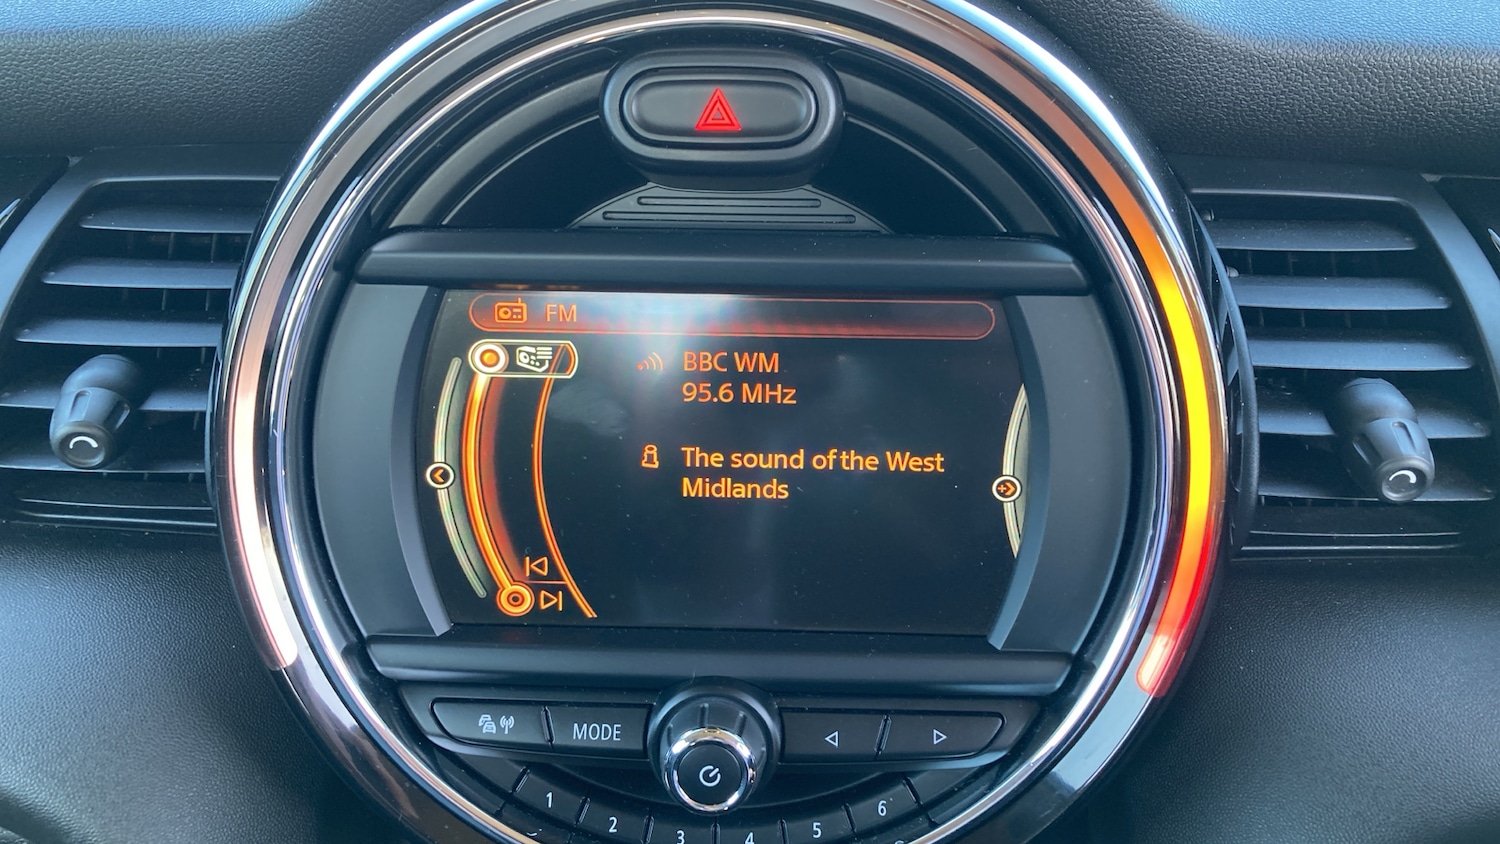 FM
BBC WM
95.6 MHz
The sound of the West
Midlands
MODE
1
2
3
4
5
6